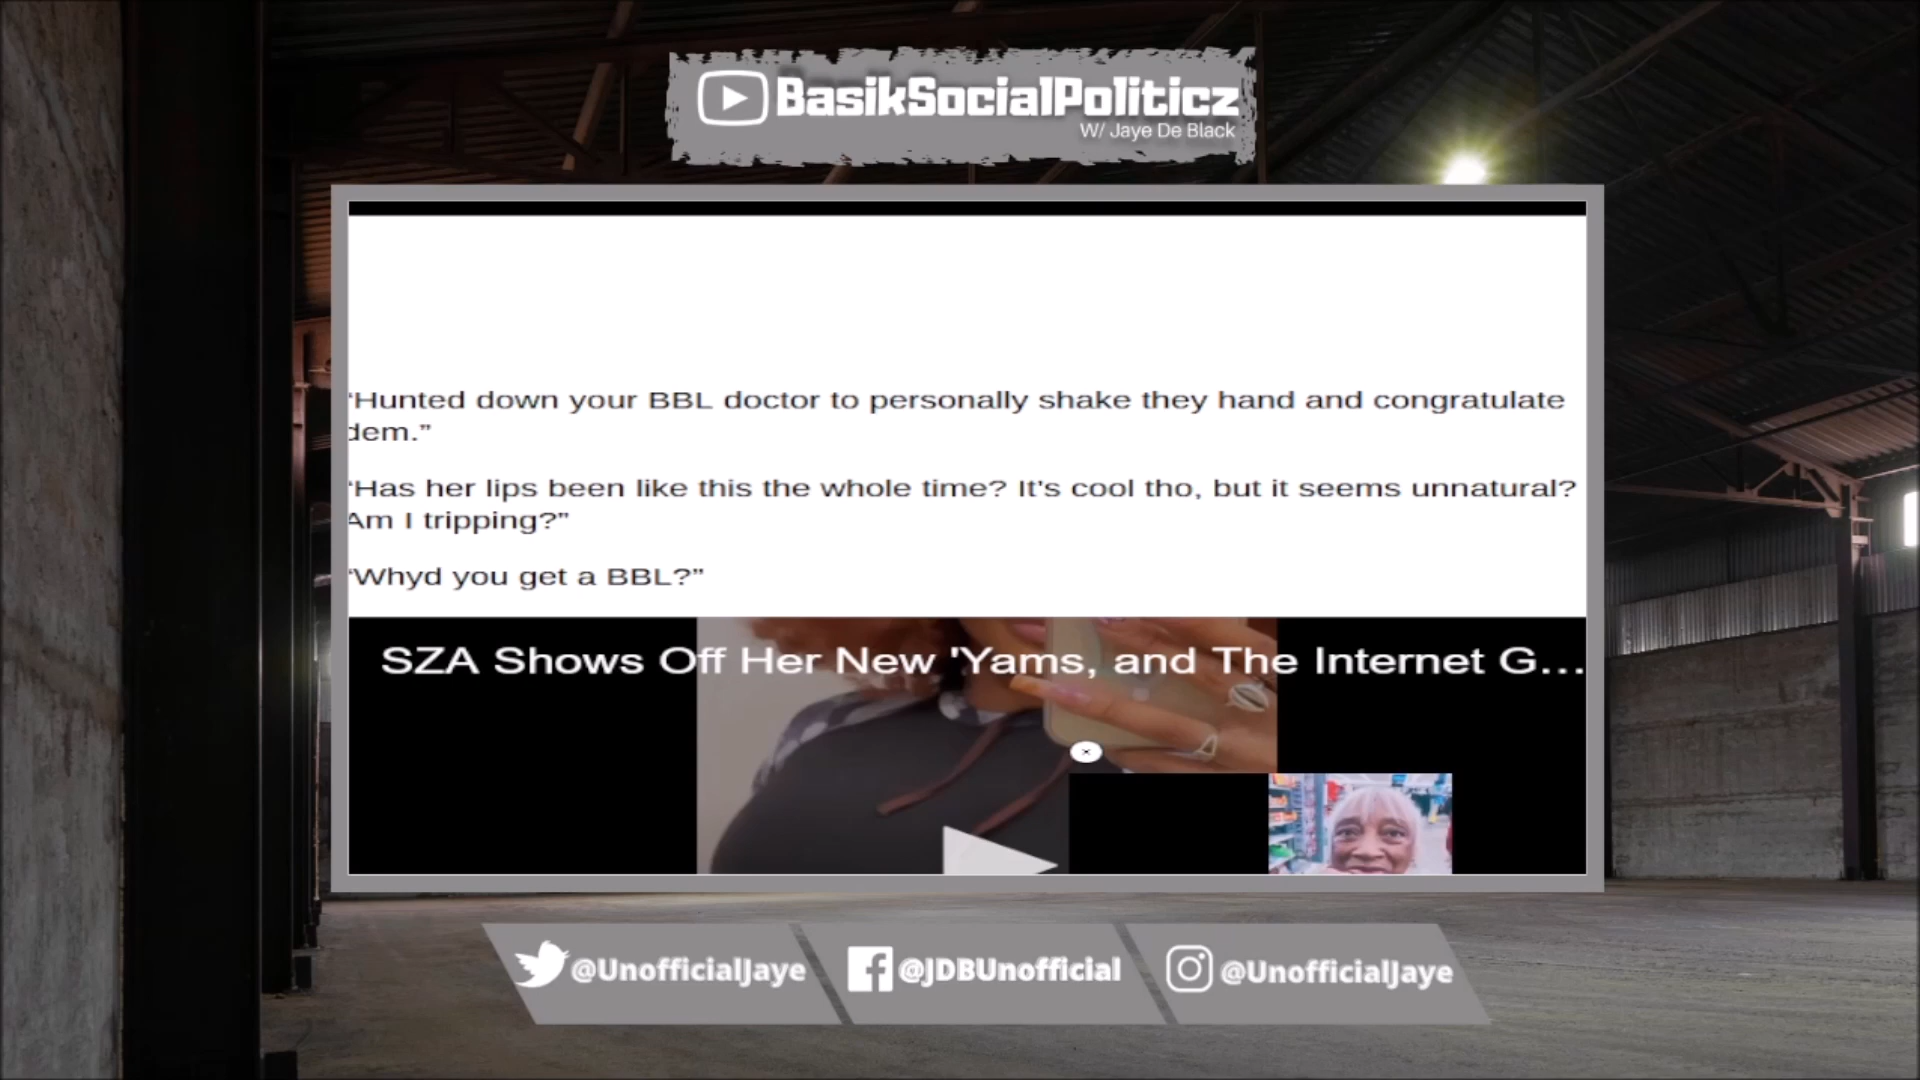 BasikSocialPoliticz
W/ Jaye De Black
“Hunted down your BBL doctor to personally shake they hand and congratulate
dem.”
“Has her lips been like this the whole time? It's cool tho, but it seems unnatural?
Am I tripping?”
“Whyd you get a BBL?”
SZA Shows Off Her New 'Yams, and The Internet G...
@UnofficialJaye
@JDBUnofficial
@UnofficialJaye